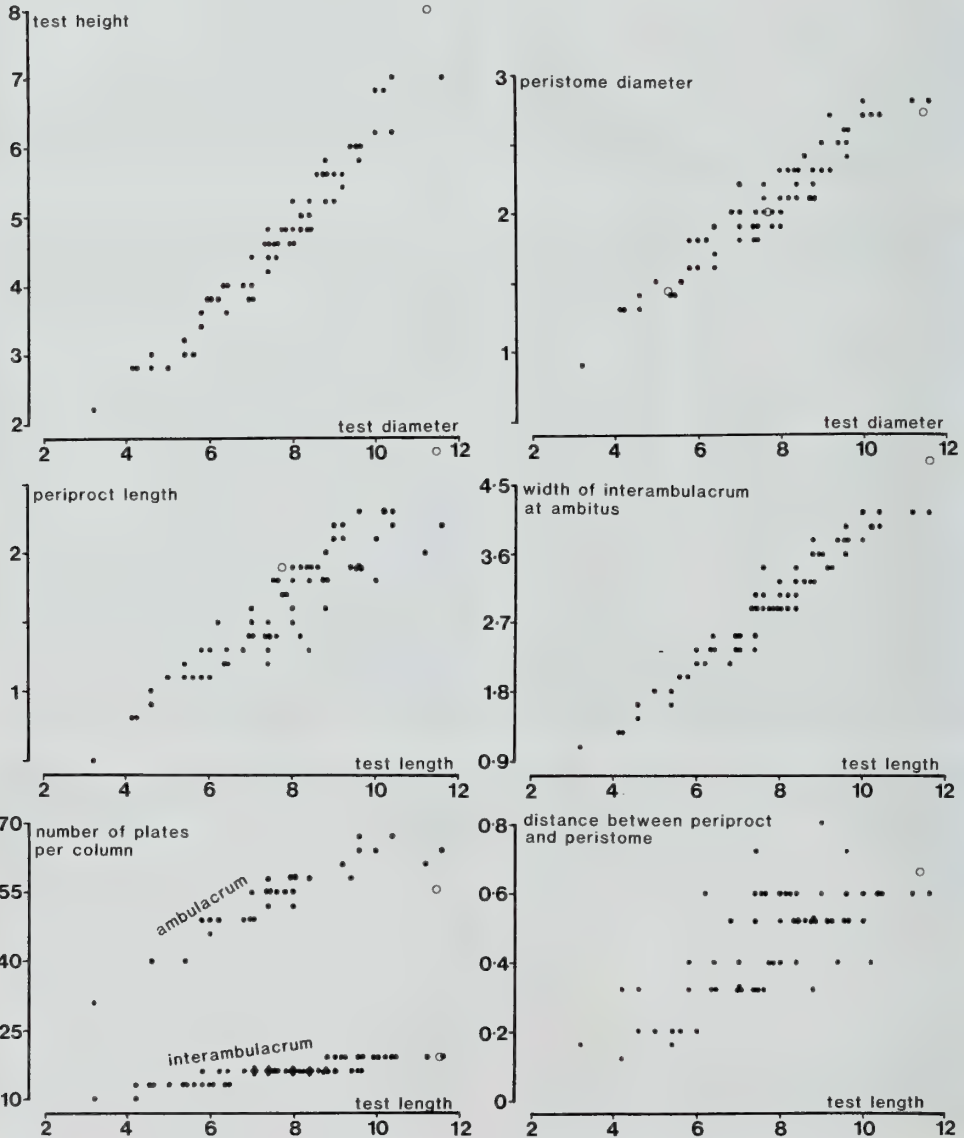 test height
8
7
6
5
4
3
2
test diameter
2 4 6 8 10 12
peristome diameter
3
2
1
test diameter
2 4 6 8 10 12
periproct length
2
1
test length
2 4 6 8 10 12
width of interambulacrum
at ambitus
4·5
3·6
2·7
1·8
0·9
test length
2 4 6 8 10 12
number of plates
per column
70
55
40
25
10
ambulacrum
interambulacrum
test length
2 4 6 8 10 12
distance between periproct
and peristome
0·8
0·6
0·4
0·2
0
test length
2 4 6 8 10 12